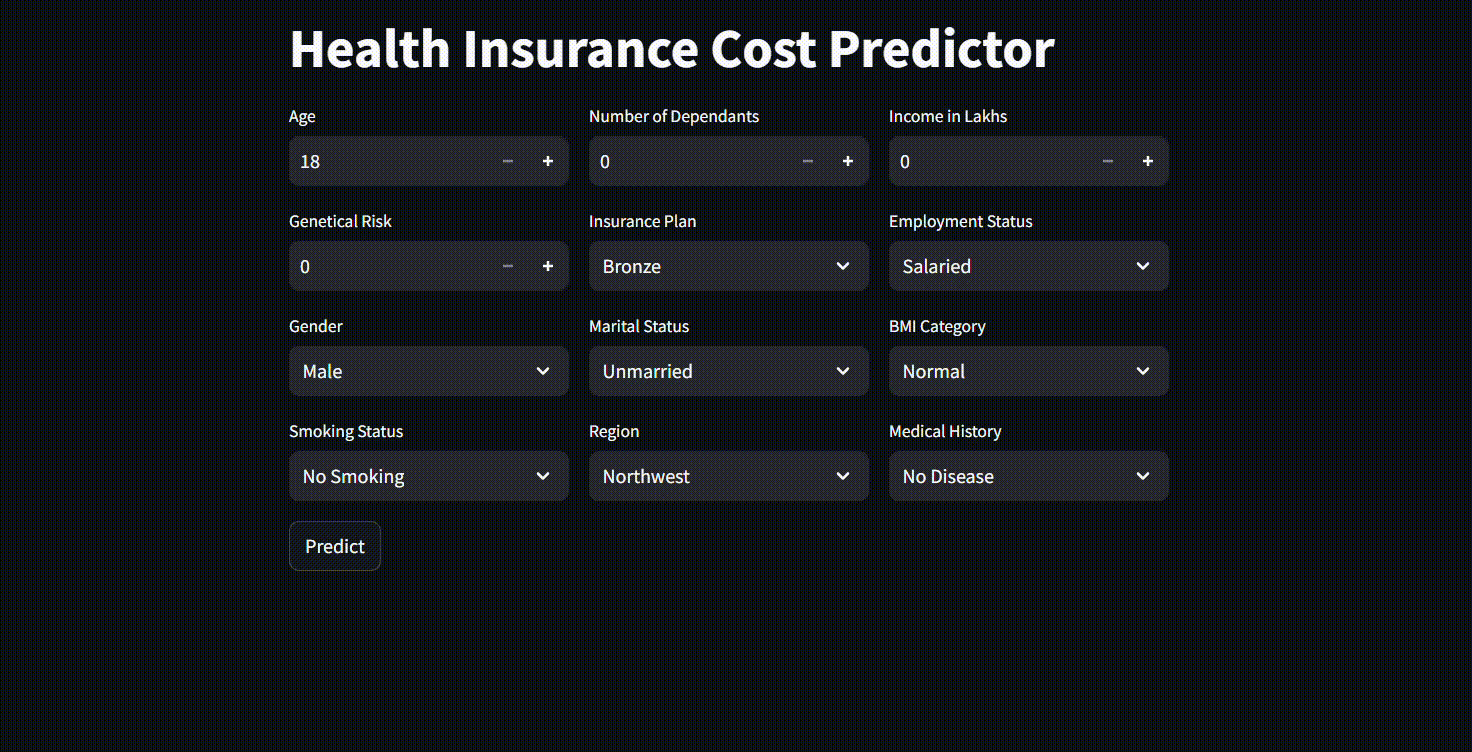 Health Insurance Cost Predictor
Age Number of Dependants Income in Lakhs
18 0 0
Genetical Risk Insurance Plan Employment Status
0 Bronze Salaried
Gender Marital Status BMI Category
Male Unmarried Normal
Smoking Status Region Medical History
No Smoking Northwest No Disease
Predict